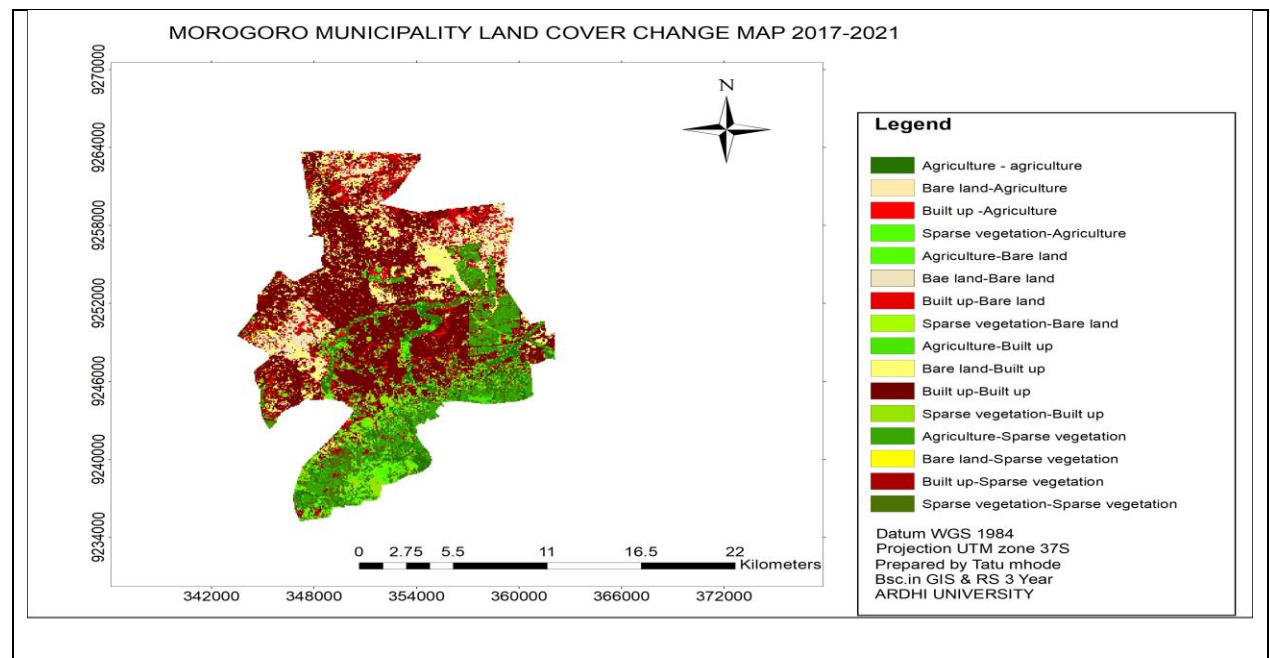 MOROGORO MUNICIPALITY LAND COVER CHANGE MAP 2017-2021
N
9270000
9264000
9258000
9252000
9246000
9240000
9234000
0 2.75 5.5 11 16.5 22
Kilometers
342000 348000 354000 360000 366000 372000
Legend
Agriculture - agriculture
Bare land-Agriculture
Built up -Agriculture
Sparse vegetation-Agriculture
Agriculture-Bare land
Bae land-Bare land
Built up-Bare land
Sparse vegetation-Bare land
Agriculture-Built up
Bare land-Built up
Built up-Built up
Sparse vegetation-Built up
Agriculture-Sparse vegetation
Bare land-Sparse vegetation
Built up-Sparse vegetation
Sparse vegetation-Sparse vegetation
Datum WGS 1984
Projection UTM zone 37S
Prepared by Tatu mhode
Bsc.in GIS & RS 3 Year
ARDHI UNIVERSITY